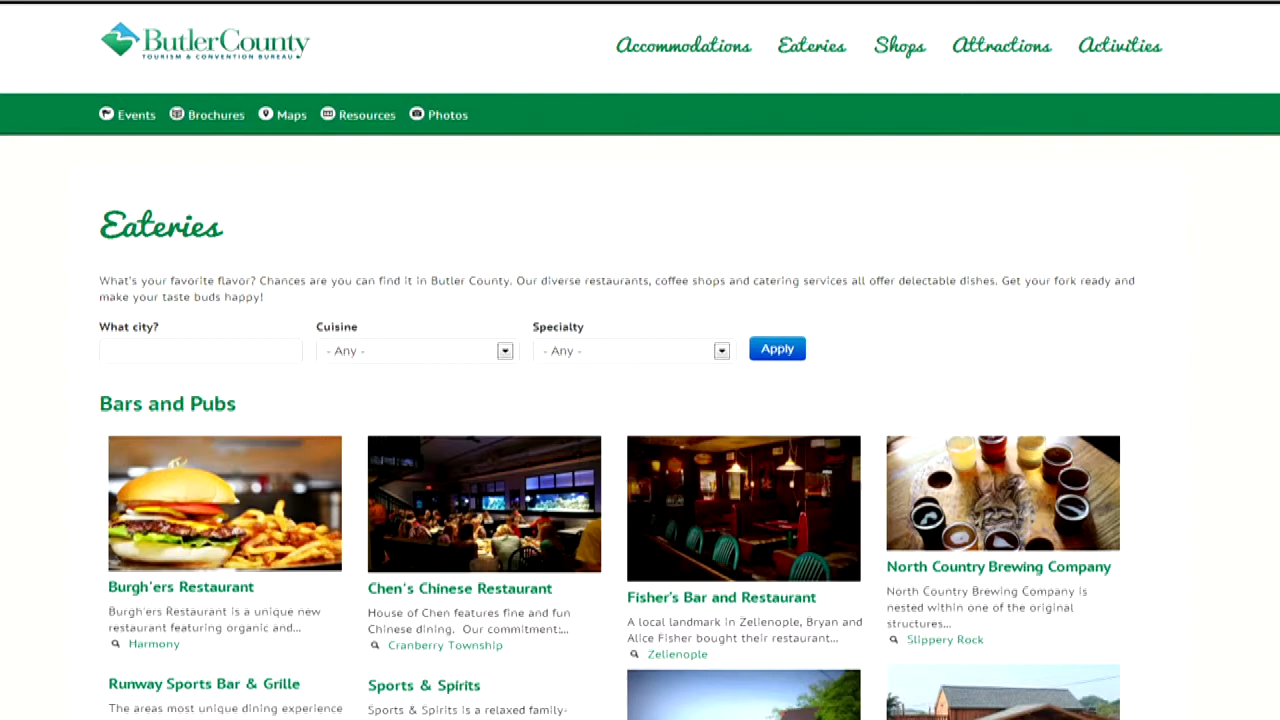 ButlerCounty
TOURISM & CONVENTION BUREAU
Accommodations Eateries Shops Attractions Activities
Events Brochures Maps Resources Photos
Eateries
What's your favorite flavor? Chances are you can find it in Butler County. Our diverse restaurants, coffee shops and catering services all offer delectable dishes. Get your fork ready and
make your taste buds happy!
What city? Cuisine Specialty
- Any - - Any - Apply
Bars and Pubs
Burgh'ers Restaurant
Burgh'ers Restaurant is a unique new
restaurant featuring organic and...
Harmony
Chen's Chinese Restaurant
House of Chen features fine and fun
Chinese dining. Our commitment:...
Cranberry Township
Fisher's Bar and Restaurant
A local landmark in Zelienople, Bryan and
Alice Fisher bought their restaurant...
Zelienople
North Country Brewing Company
North Country Brewing Company is
nested within one of the original
structures...
Slippery Rock
Runway Sports Bar & Grille
The areas most unique dining experience
Sports & Spirits
Sports & Spirits is a relaxed family-